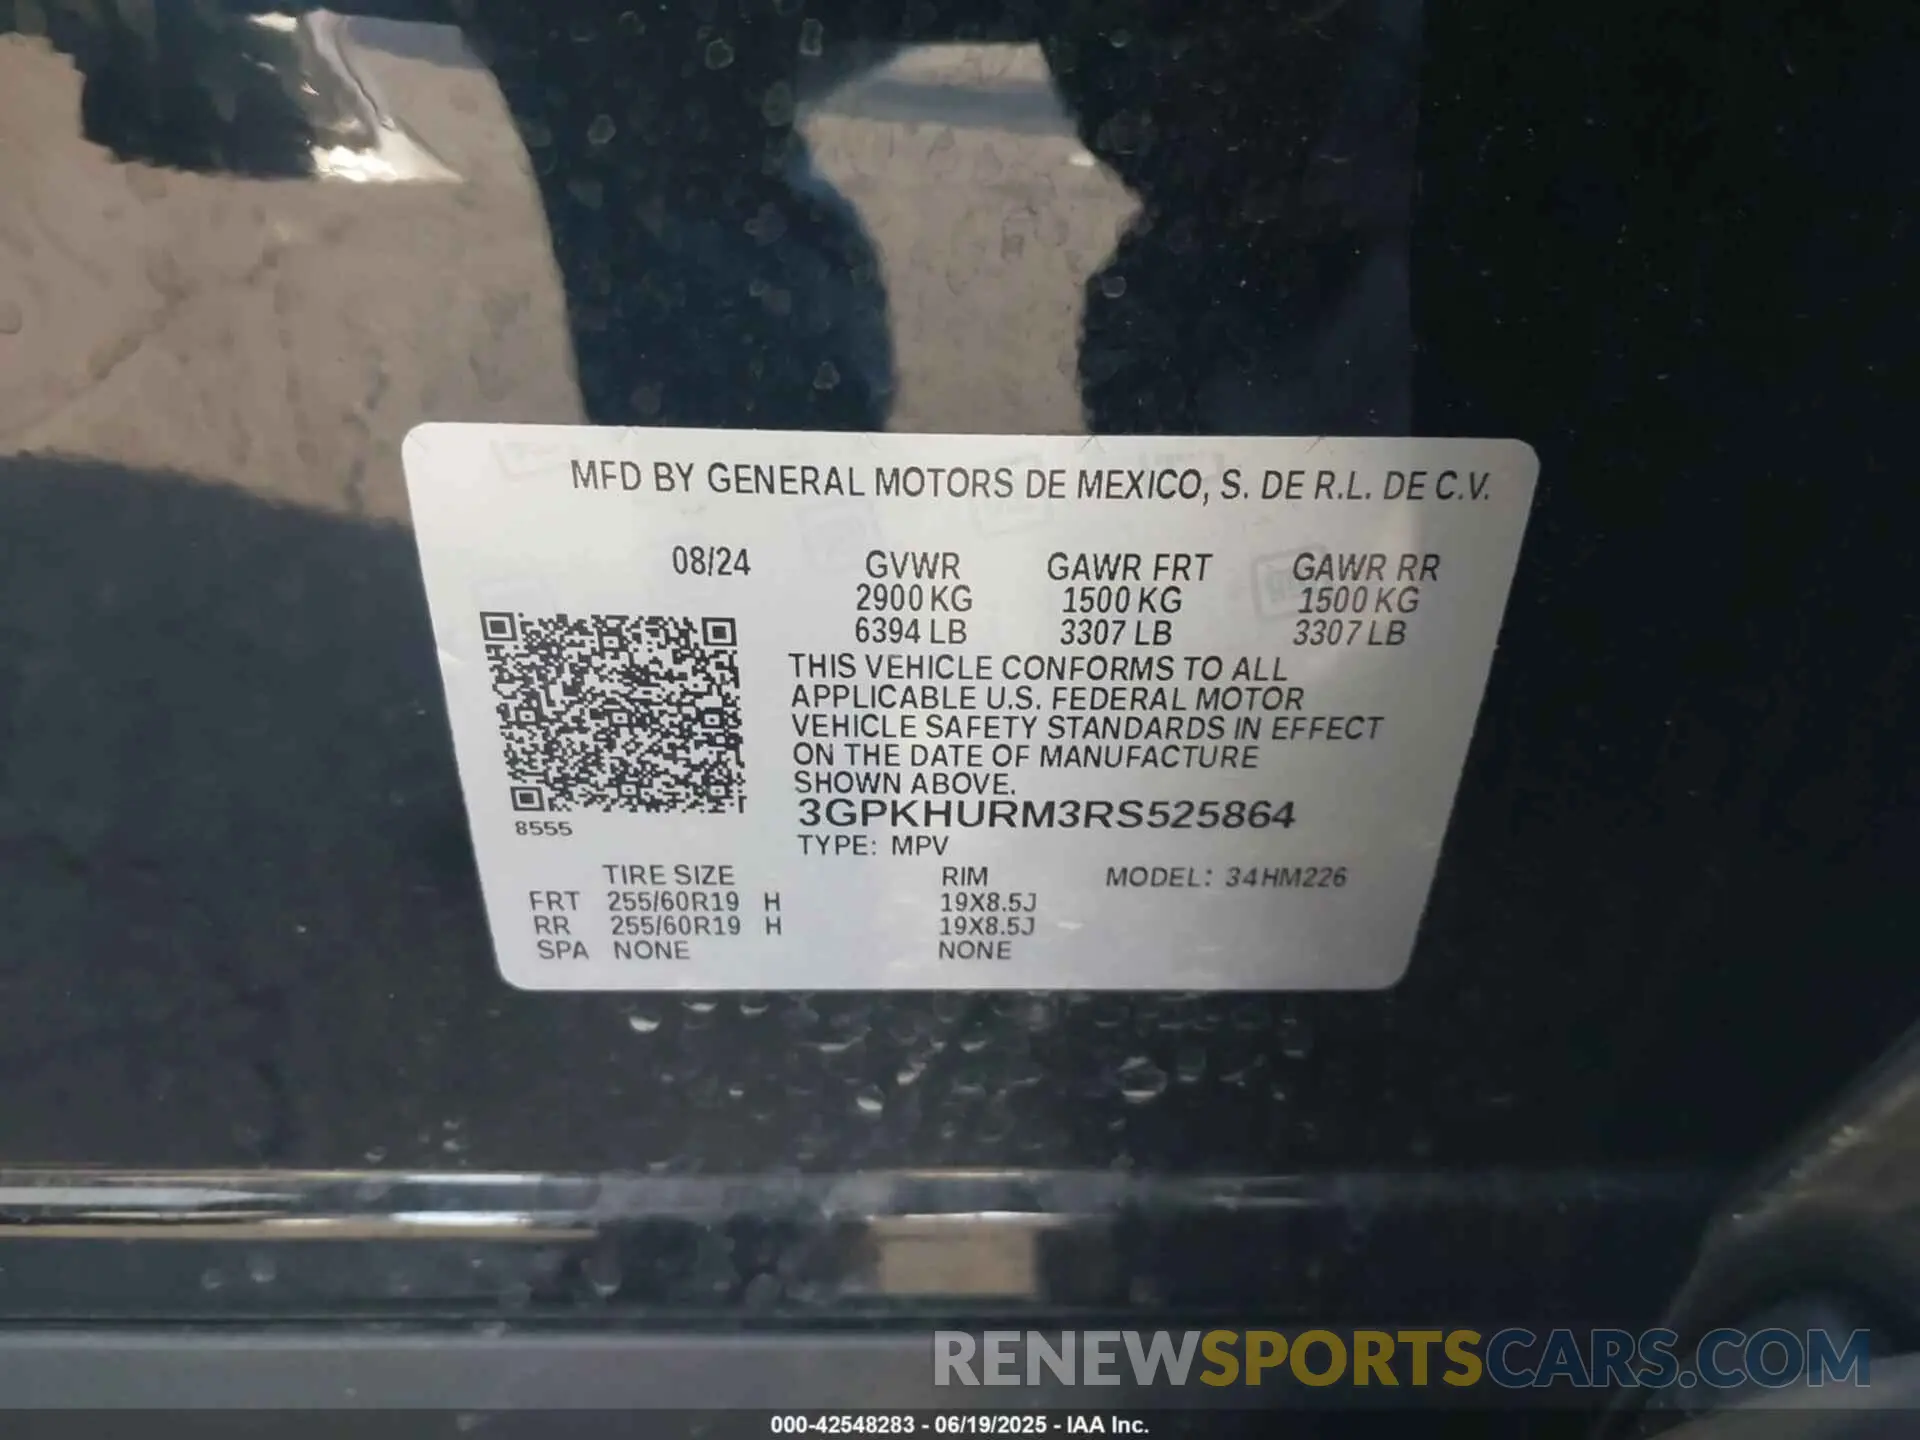 MFD BY GENERAL MOTORS DE MEXICO, S. DE R.L. DE C.V.
08/24 GVWR GAWR FRT GAWR RR
2900 KG 1500 KG 1500 KG
6394 LB 3307 LB 3307 LB
THIS VEHICLE CONFORMS TO ALL
APPLICABLE U.S. FEDERAL MOTOR
VEHICLE SAFETY STANDARDS IN EFFECT
ON THE DATE OF MANUFACTURE
SHOWN ABOVE.
3GPKHURM3RS525864
8555
TYPE: MPV
TIRE SIZE RIM MODEL: 34HM226
FRT 255/60R19 H 19X8.5J
RR 255/60R19 H 19X8.5J
SPA NONE NONE
RENEWSPORTSCARS.COM
000-42548283 - 06/19/2025 - IAA Inc.